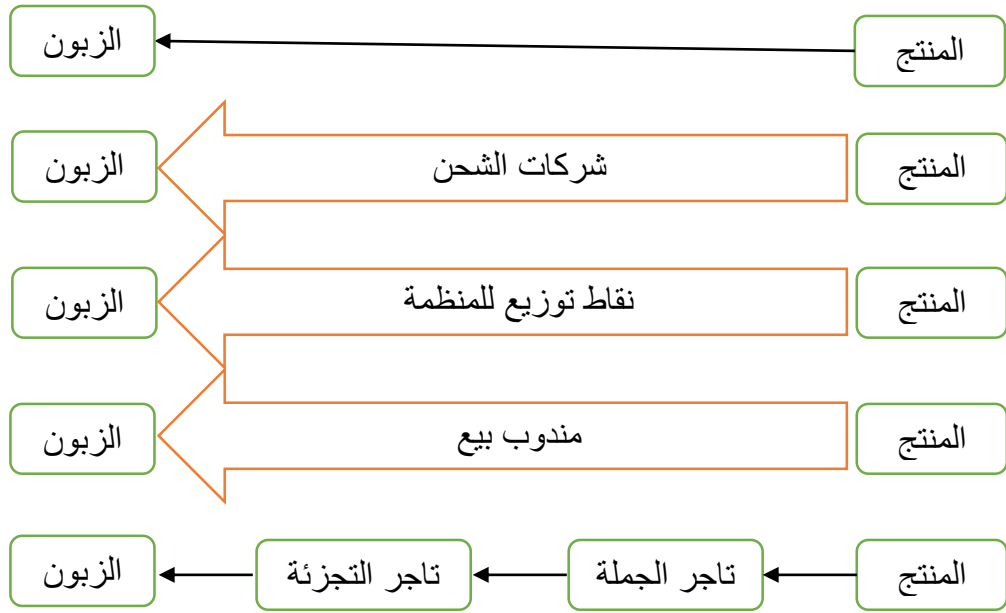 المنتج
الزبون
المنتج
شركات الشحن
الزبون
المنتج
نقاط توزيع للمنظمة
الزبون
المنتج
مندوب بيع
الزبون
المنتج
تاجر الجملة
تاجر التجزئة
الزبون